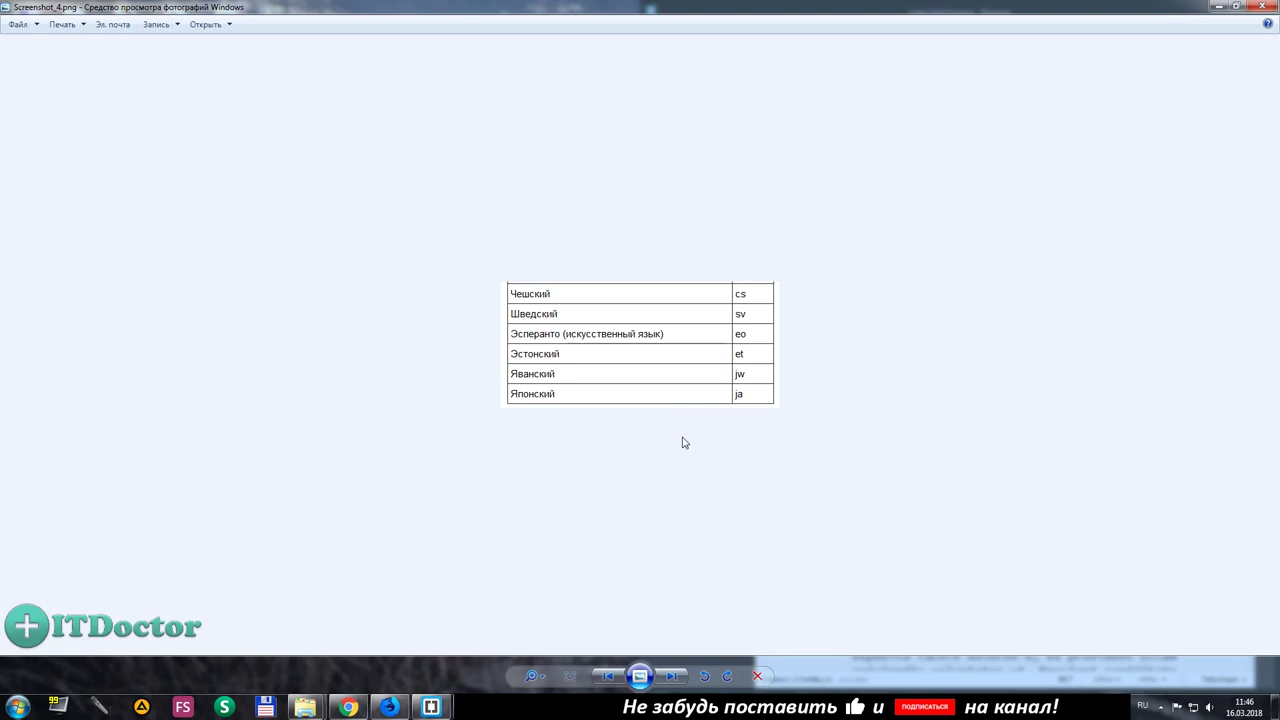 Screenshot_4.png - Средство просмотра фотографий Windows
Файл Печать Эл. почта Запись Открыть
Чешский cs
Шведский sv
Эсперанто (искусственный язык) eo
Эстонский et
Яванский jw
Японский ja
ITDoctor
99
FS
S
Не забудь поставить и ПОДПИСАТЬСЯ на канал!
RU
11:46
16.03.2018